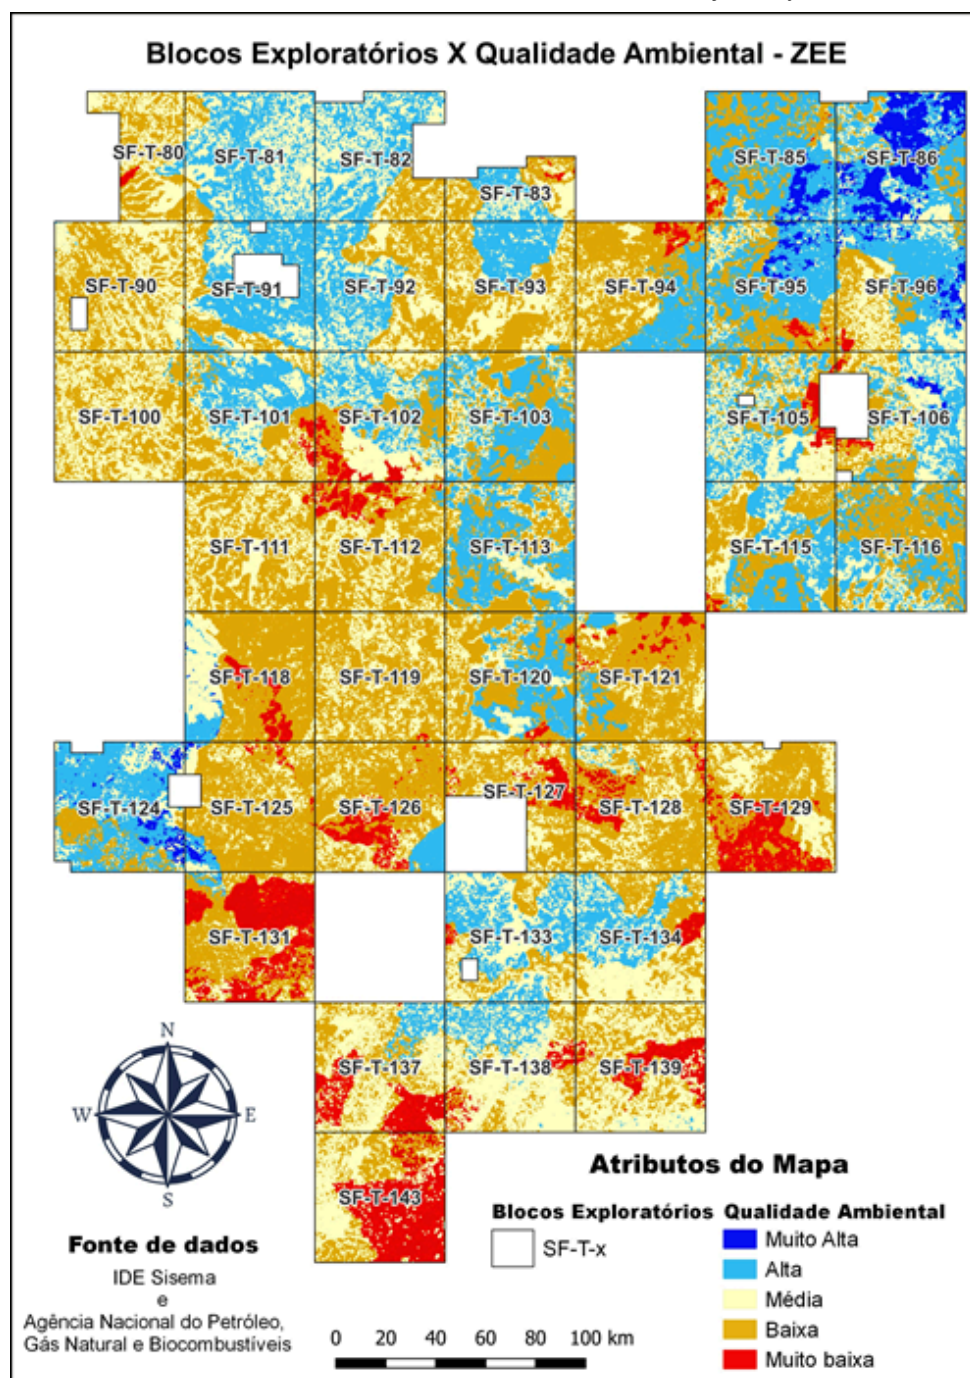 Blocos Exploratórios X Qualidade Ambiental - ZEE
SF-T-80
SF-T-81
SF-T-82
SF-T-83
SF-T-85
SF-T-86
SF-T-90
SF-T-91
SF-T-92
SF-T-93
SF-T-94
SF-T-95
SF-T-96
SF-T-100
SF-T-101
SF-T-102
SF-T-103
SF-T-105
SF-T-106
SF-T-111
SF-T-112
SF-T-113
SF-T-115
SF-T-116
SF-T-118
SF-T-119
SF-T-120
SF-T-121
SF-T-124
SF-T-125
SF-T-126
SF-T-127
SF-T-128
SF-T-129
SF-T-131
SF-T-133
SF-T-134
SF-T-137
SF-T-138
SF-T-139
SF-T-143
N
W
E
S
Fonte de dados
IDE Sisema
e
Agência Nacional do Petróleo,
Gás Natural e Biocombustíveis
Atributos do Mapa
Blocos Exploratórios
SF-T-x
Qualidade Ambiental
Muito Alta
Alta
Média
Baixa
Muito baixa
0 20 40 60 80 100 km